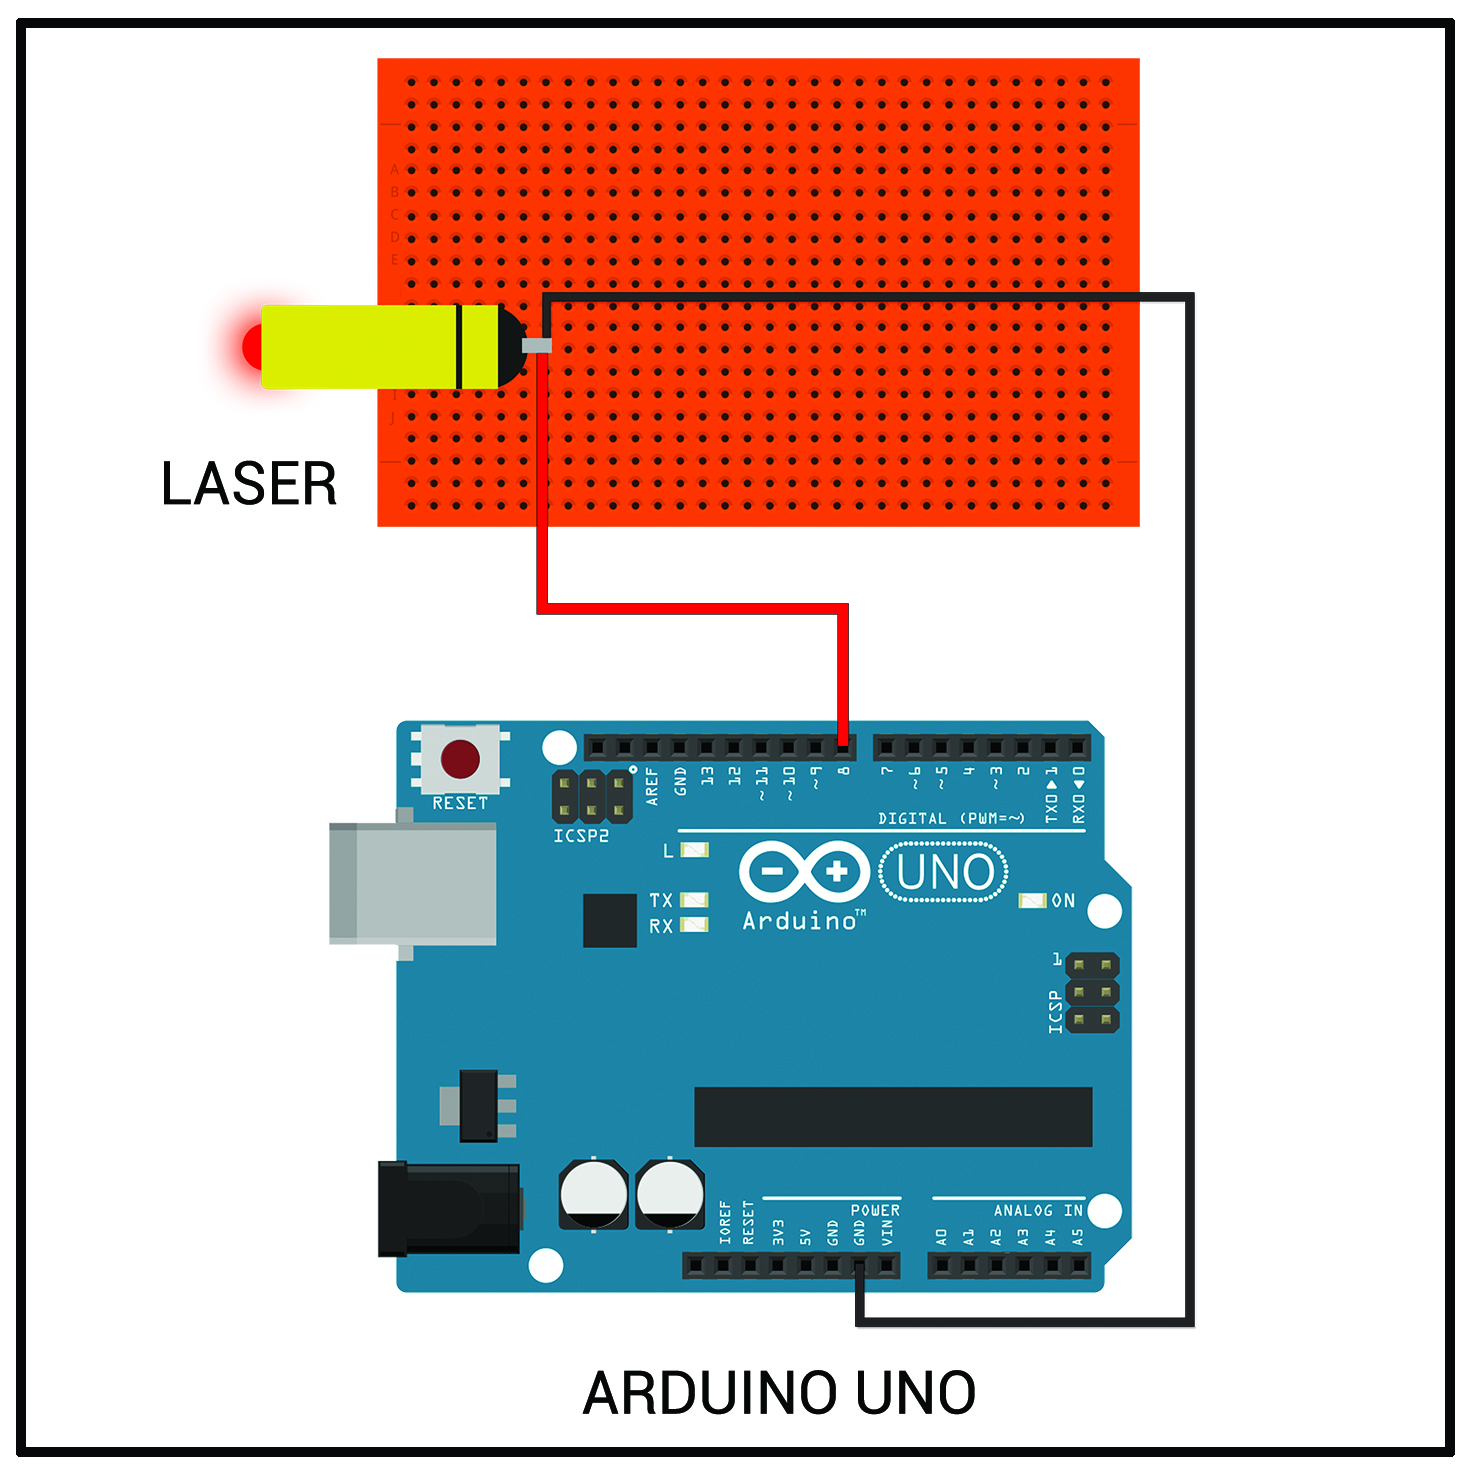 A
B
C
D
E
I
J
LASER
RESET
ICSP2
AREF
GND
13
12
~11
~10
~9
8
7
~6
~5
4
~3
2
TX0▶1
RX0◀0
DIGITAL (PWM=~)
L
TX
RX
Arduino™
UNO
ON
1
ICSP
IOREF
RESET
3V3
5V
GND
GND
VIN
POWER
ANALOG IN
A0
A1
A2
A3
A4
A5
ARDUINO UNO